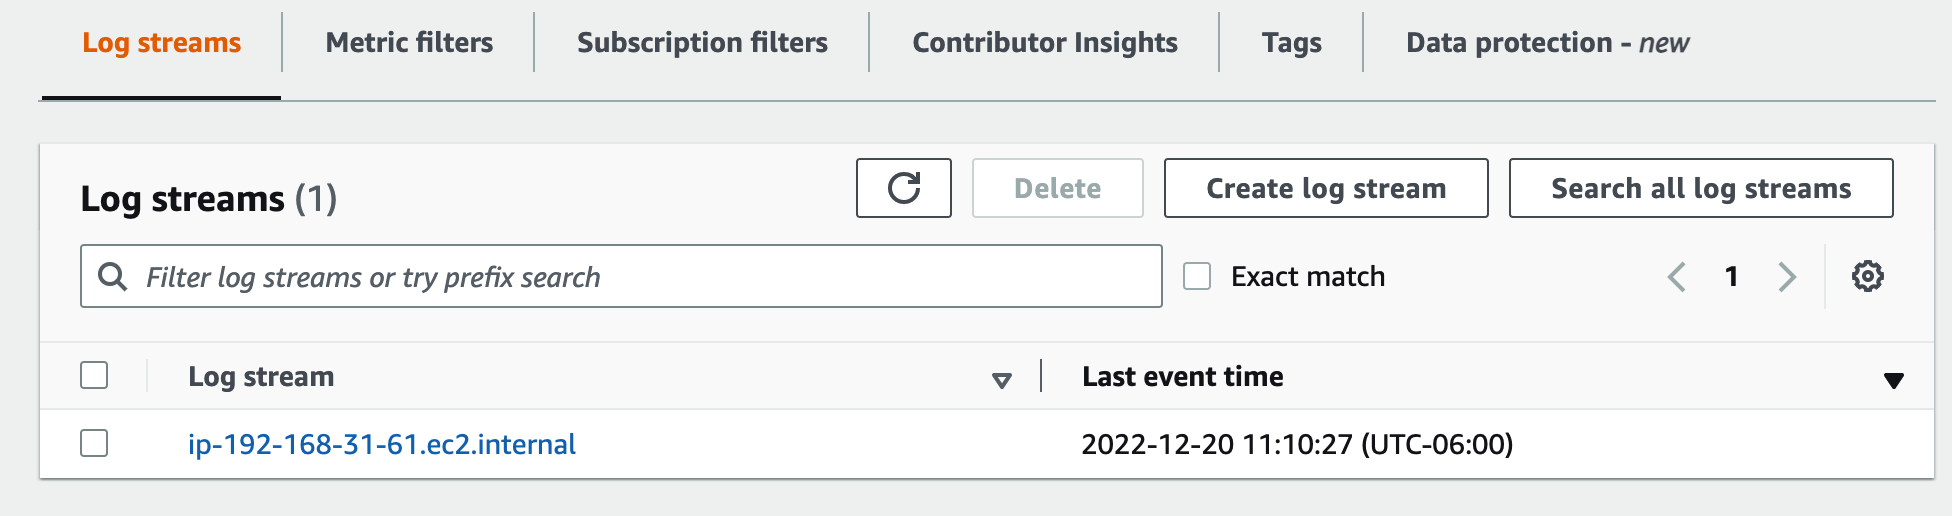 Log streams
Metric filters
Subscription filters
Contributor Insights
Tags
Data protection - new
Log streams (1)
Delete
Create log stream
Search all log streams
Filter log streams or try prefix search
Exact match
1
Log stream
Last event time
ip-192-168-31-61.ec2.internal
2022-12-20 11:10:27 (UTC-06:00)